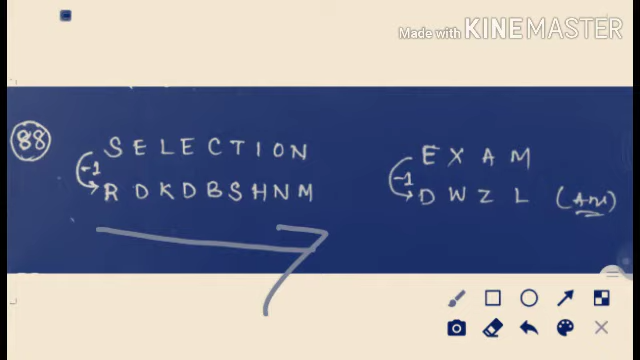 Made with KINEMASTER
88
SELECTION
-1
RDKDBSHNM
EXAM
-1
DWZL (Ans)